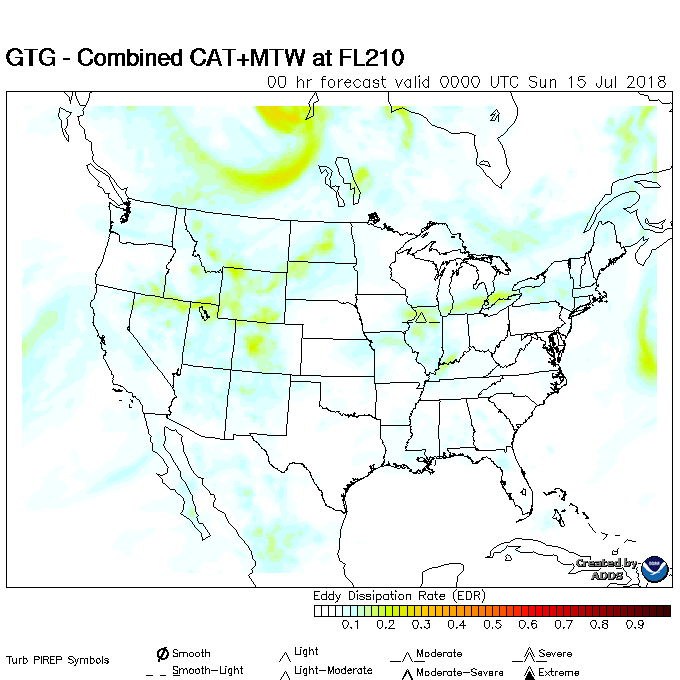 GTG - Combined CAT+MTW at FL210
00 hr forecast valid 0000 UTC Sun 15 Jul 2018
Created by
ADDS
Eddy Dissipation Rate (EDR)
0.1 0.2 0.3 0.4 0.5 0.6 0.7 0.8 0.9
Turb PIREP Symbols
Smooth Light Moderate Severe
Smooth-Light Light-Moderate Moderate-Severe Extreme